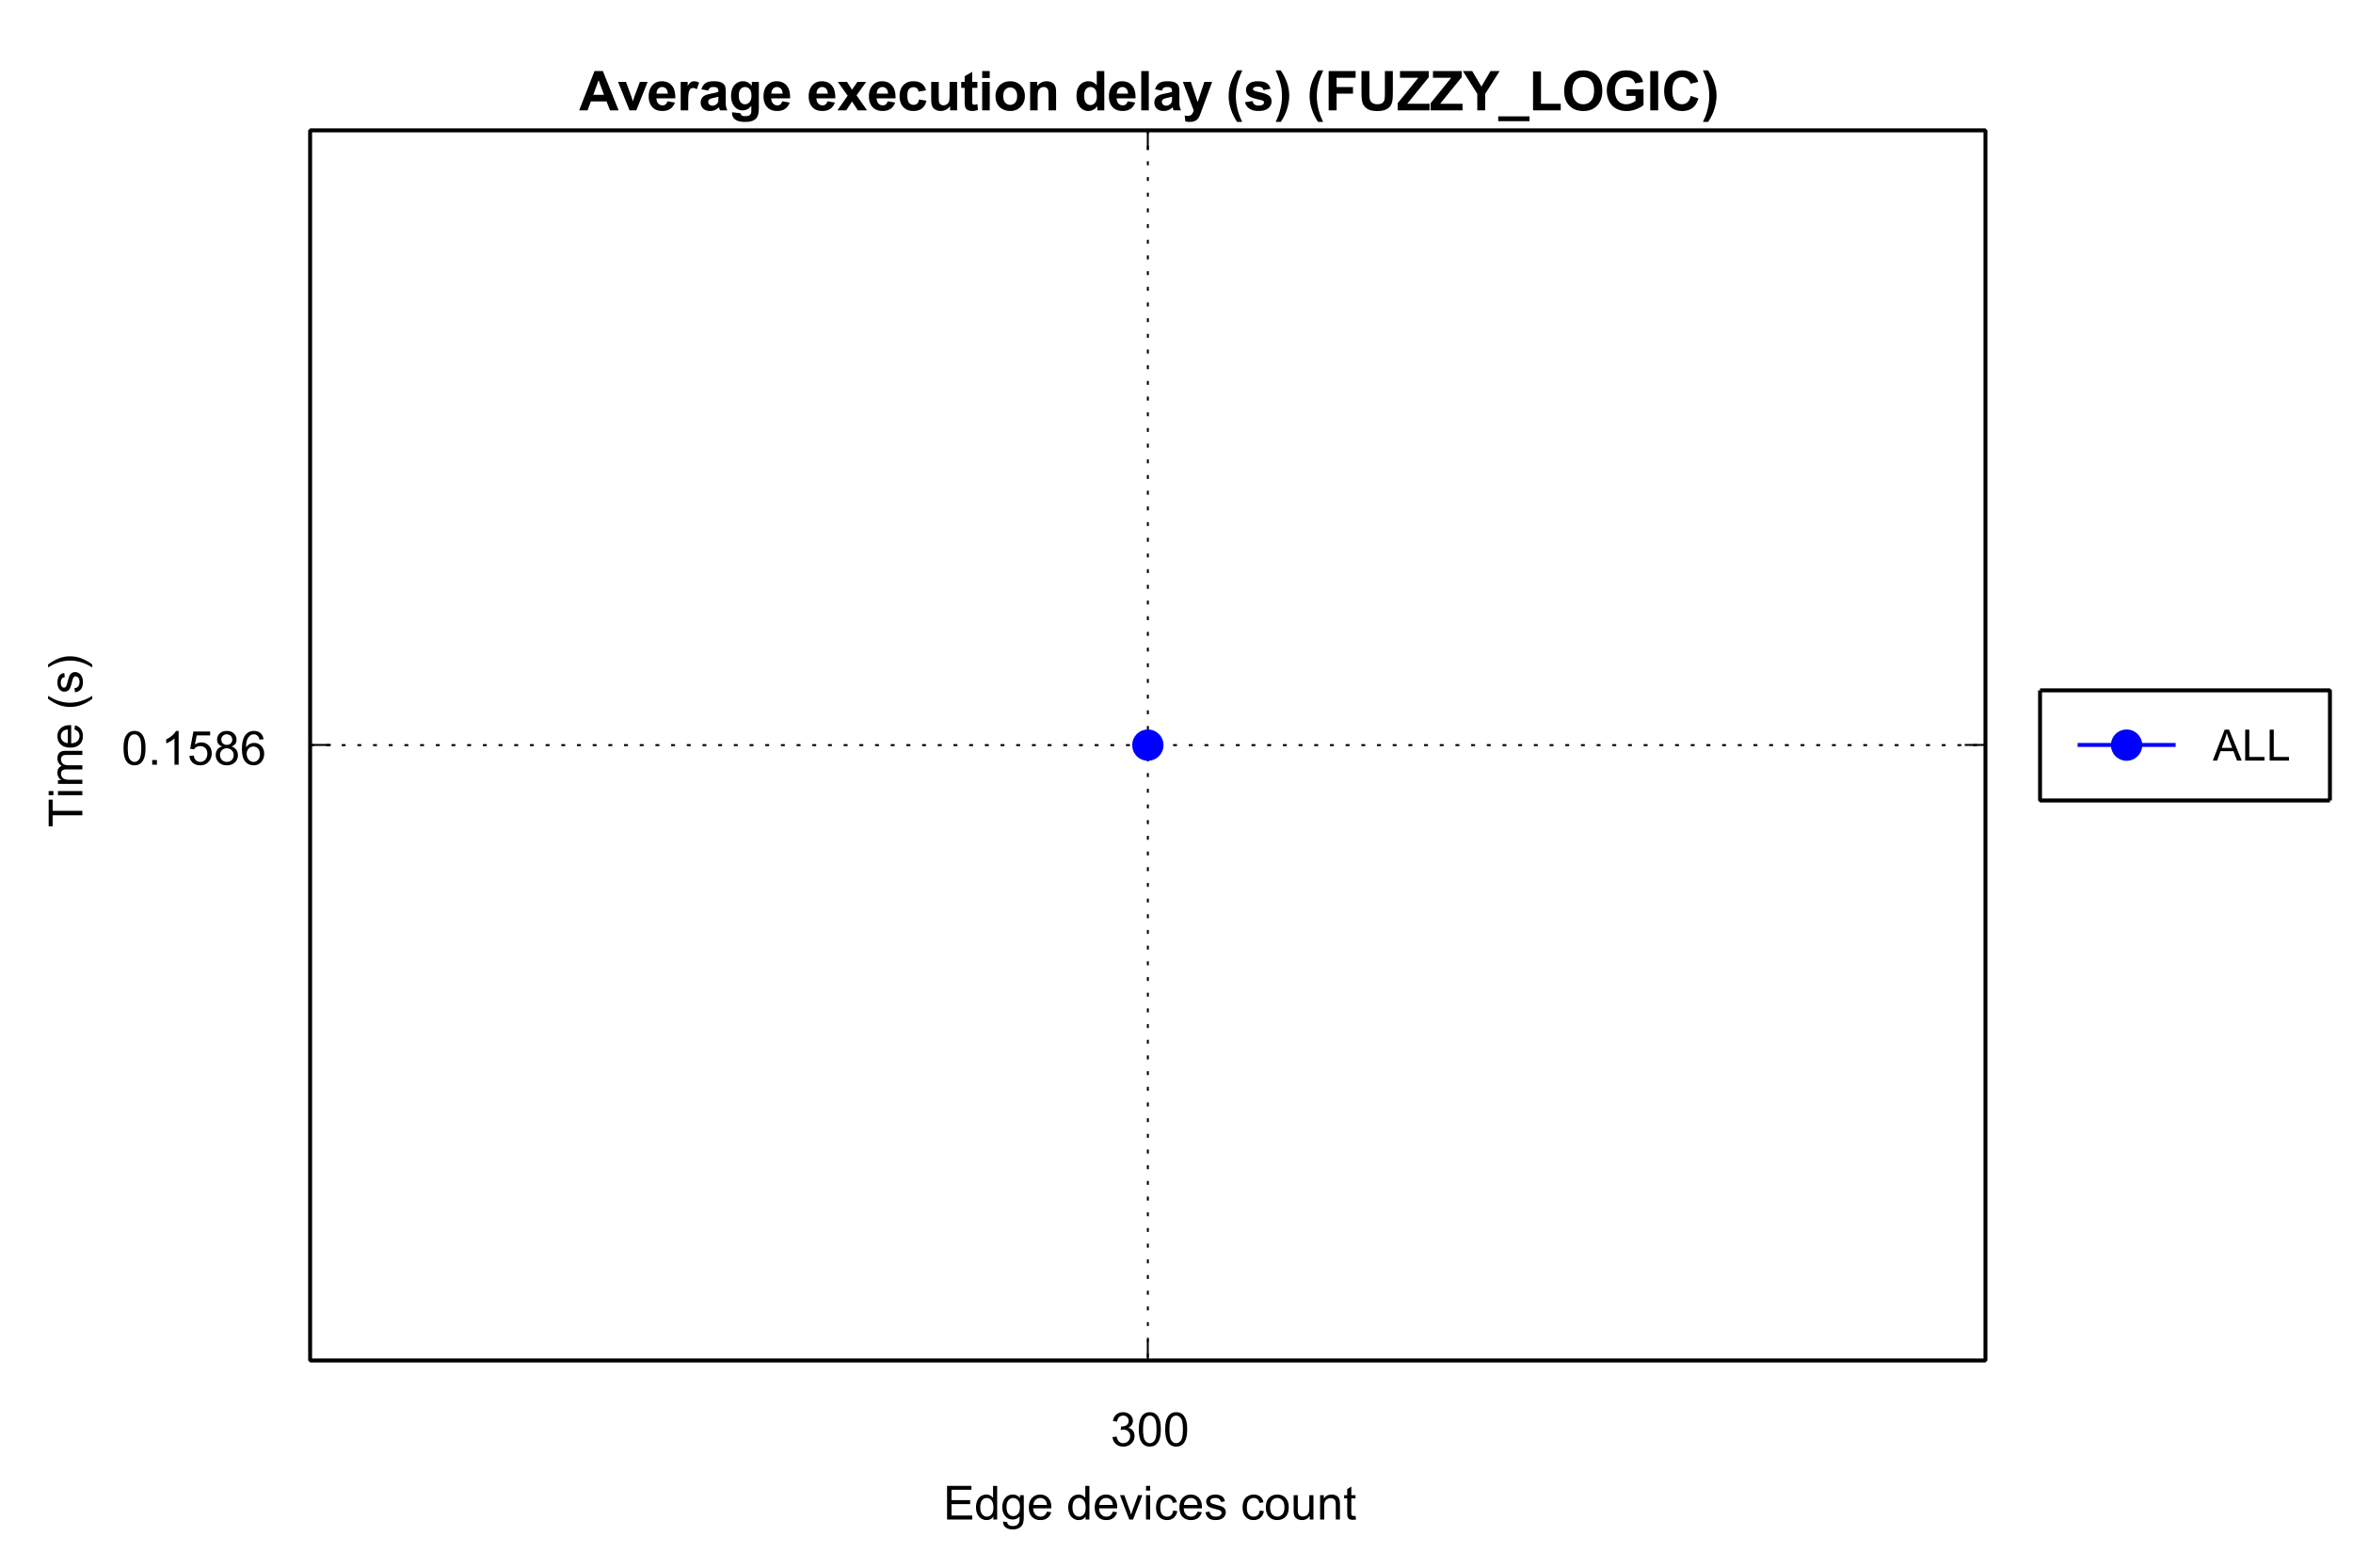 Average execution delay(s) (FUZZY_LOGIC)
Time (s)
0.1586
ALL
300
Edge devices count